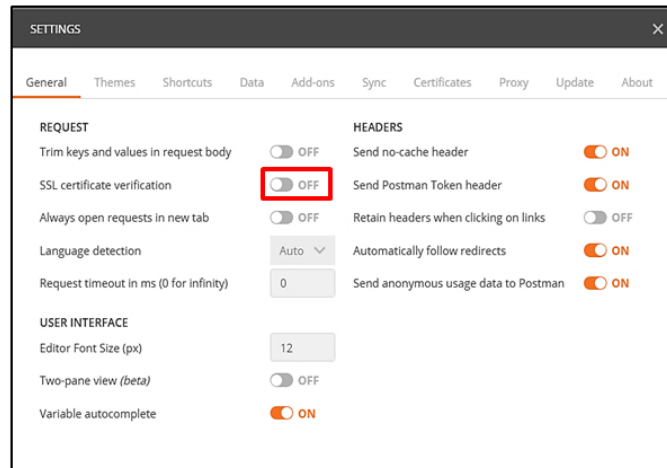 SETTINGS
General Themes Shortcuts Data Add-ons Sync Certificates Proxy Update About
REQUEST
Trim keys and values in request body OFF
SSL certificate verification OFF
Always open requests in new tab OFF
Language detection Auto
Request timeout in ms (0 for infinity) 0
USER INTERFACE
Editor Font Size (px) 12
Two-pane view (beta) OFF
Variable autocomplete ON
HEADERS
Send no-cache header ON
Send Postman Token header ON
Retain headers when clicking on links OFF
Automatically follow redirects ON
Send anonymous usage data to Postman ON